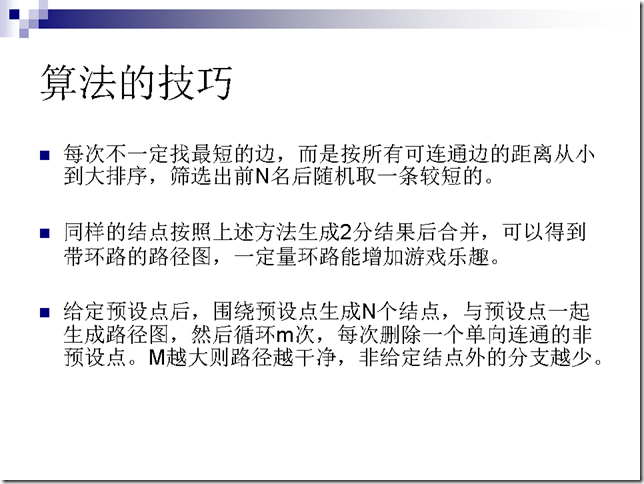 算法的技巧
每次不一定找最短的边，而是按所有可连通边的距离从小
到大排序，筛选出前N名后随机取一条较短的。
同样的结点按照上述方法生成2分结果后合并，可以得到
带环路的路径图，一定量环路能增加游戏乐趣。
给定预设点后，围绕预设点生成N个结点，与预设点一起
生成路径图，然后循环m次，每次删除一个单向连通的非
预设点。M越大则路径越干净，非给定结点外的分支越少。